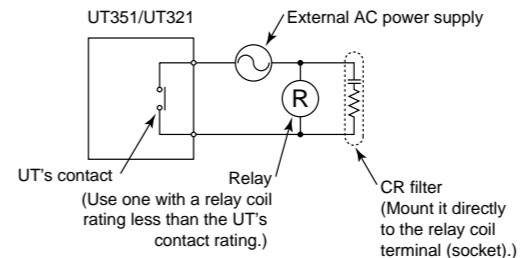 UT351/UT321
External AC power supply
R
UT's contact
Relay
(Use one with a relay coil
rating less than the UT's
contact rating.)
CR filter
(Mount it directly
to the relay coil
terminal (socket).)